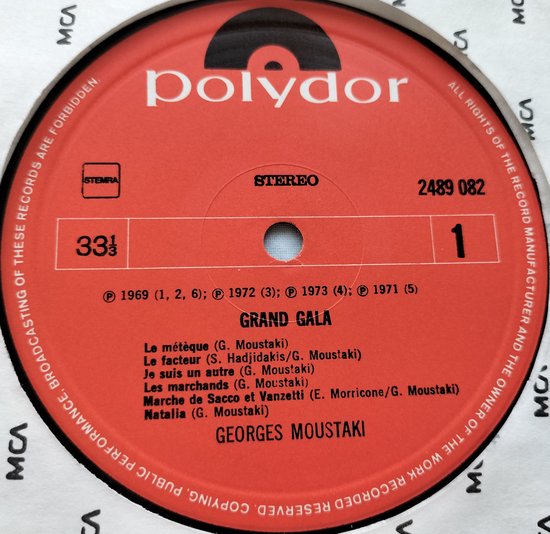 polydor
STEMRA
STEREO
2489 082
33⅓
1
℗ 1969 (1, 2, 6); ℗ 1972 (3); ℗ 1973 (4); ℗ 1971 (5)
GRAND GALA
Le métèque (G. Moustaki)
Le facteur (S. Hadjidakis/G. Moustaki)
Je suis un autre (G. Moustaki)
Les marchands (G. Moustaki)
Marche de Sacco et Vanzetti (E. Morricone/G. Moustaki)
Natalia (G. Moustaki)
GEORGES MOUSTAKI
ALL RIGHTS OF THE RECORD MANUFACTURER AND THE OWNER OF THE WORK RECORDED RESERVED. COPYING, PUBLIC PERFORMANCE, BROADCASTING OF THESE RECORDS ARE FORBIDDEN.
MCA
MCA
MCA
MCA
MCA
MCA
MCA